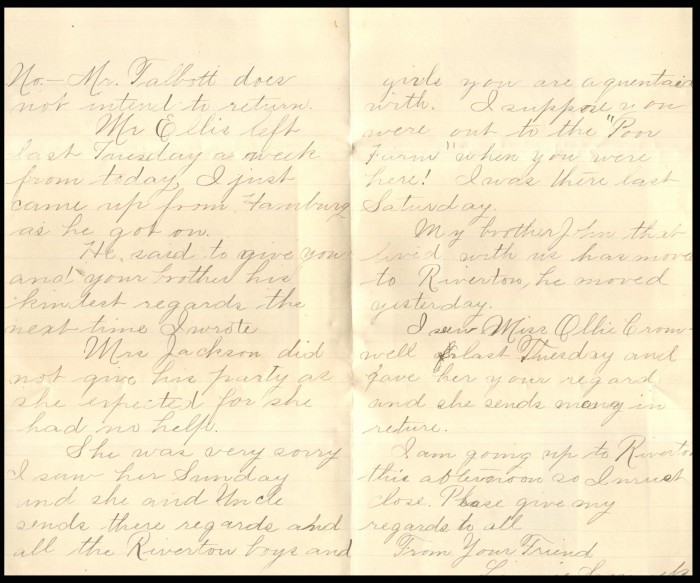 No.- Mr. Talbott does
not intend to return.
Mr Ellis left
last Tuesday a week
from today, I just
came up from Hamburg
as he got on.
He said to give you
and your brother his
kindest regards the
next time I wrote
Mrs Jackson did
not give his party as
she expected for she
had no help.
She was very sorry
I saw her Sunday
and she and Uncle
sends there regards and
all the Riverton boys and
girls you are aquentaid
with. I suppose you
were out to the "Poor
Farm" when you were
here! I was there last
Saturday.
My brother John that
lived with us has move
to Riverton, he moved
yesterday.
I saw Miss Ollie Crom-
well last Tuesday and
gave her your regard
and she sends many in
return.
I am going up to Riverton
this afternoon so I must
close. Please give my
regards to all
From Your Friend